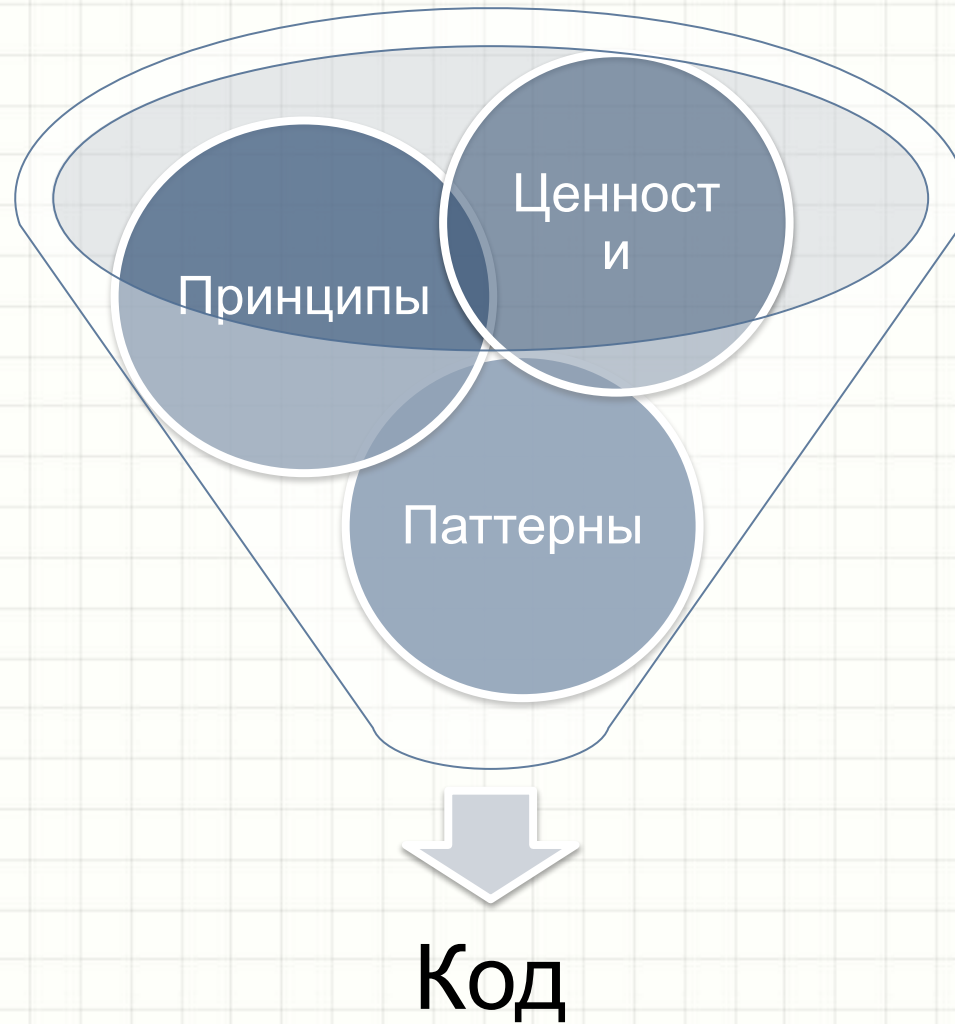 Ценност
и
Принципы
Паттерны
Код